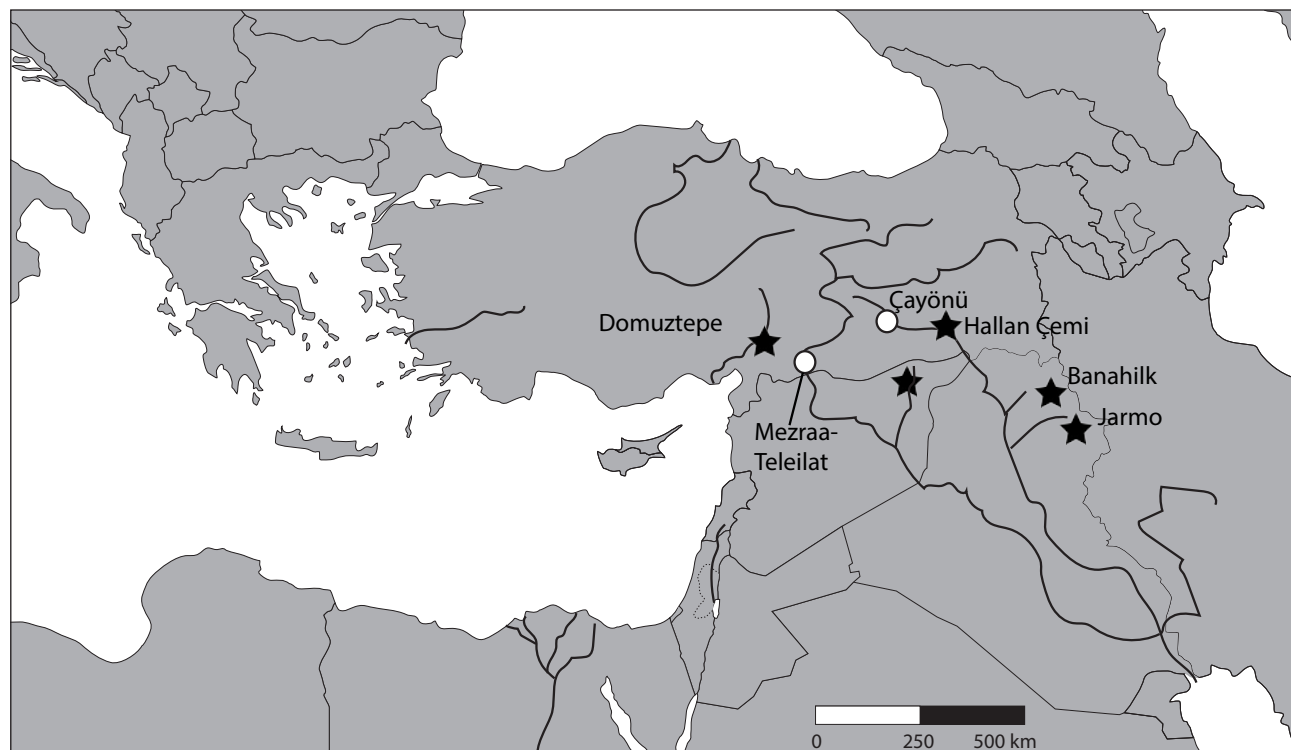 Çayönü
Domuztepe
Hallan Çemi
Banahilk
Jarmo
Mezraa-
Teleilat
0 250 500 km